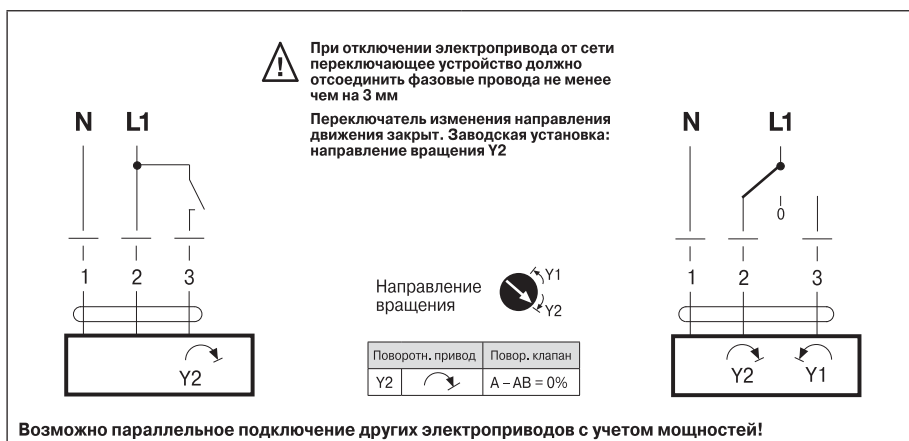 При отключении электропривода от сети
переключающее устройство должно
отсоединить фазовые провода не менее
чем на 3 мм
Переключатель изменения направления
движения закрыт. Заводская установка:
направление вращения Y2
N L1
1 2 3
Y2
Направление
вращения
Y1
Y2
Поворотн. привод Повор. клапан
Y2 A – AB = 0%
N L1
0
1 2 3
Y2 Y1
Возможно параллельное подключение других электроприводов с учетом мощностей!